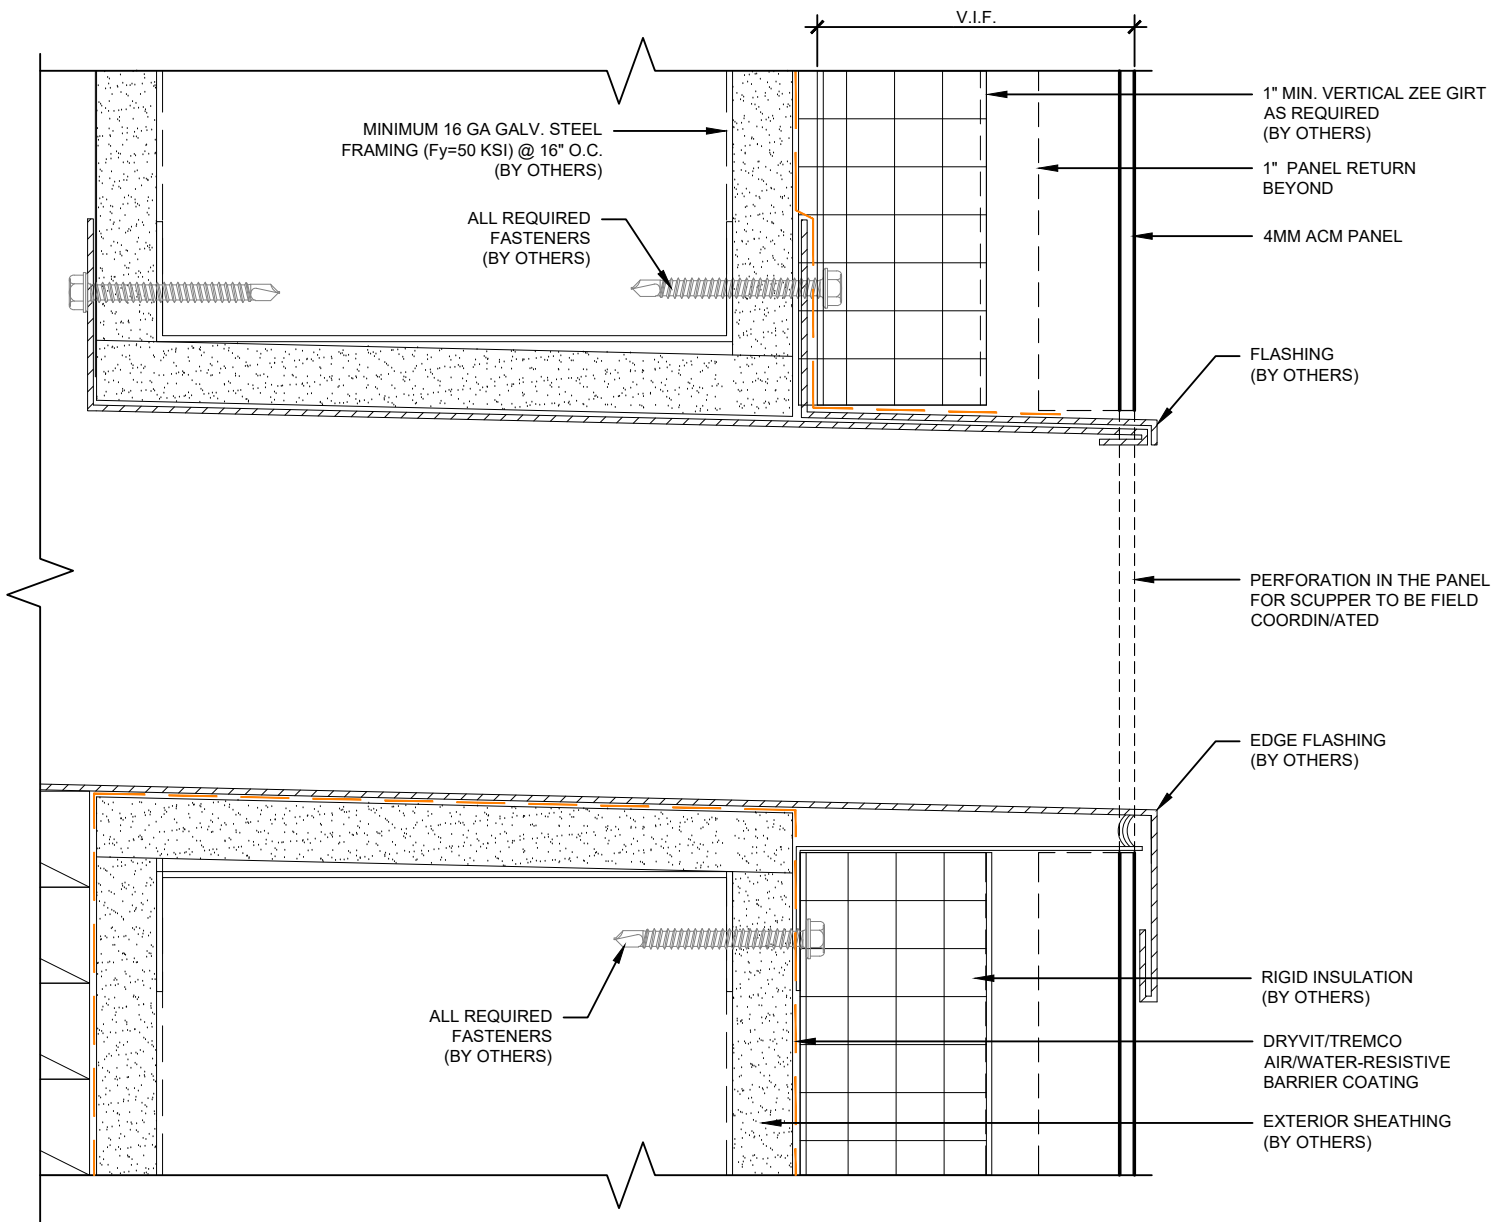 V.I.F.
MINIMUM 16 GA GALV. STEEL
FRAMING (Fy=50 KSI) @ 16" O.C.
(BY OTHERS)
ALL REQUIRED
FASTENERS
(BY OTHERS)
1" MIN. VERTICAL ZEE GIRT
AS REQUIRED
(BY OTHERS)
1" PANEL RETURN
BEYOND
4MM ACM PANEL
FLASHING
(BY OTHERS)
PERFORATION IN THE PANEL
FOR SCUPPER TO BE FIELD
COORDIN/ATED
EDGE FLASHING
(BY OTHERS)
RIGID INSULATION
(BY OTHERS)
ALL REQUIRED
FASTENERS
(BY OTHERS)
DRYVIT/TREMCO
AIR/WATER-RESISTIVE
BARRIER COATING
EXTERIOR SHEATHING
(BY OTHERS)